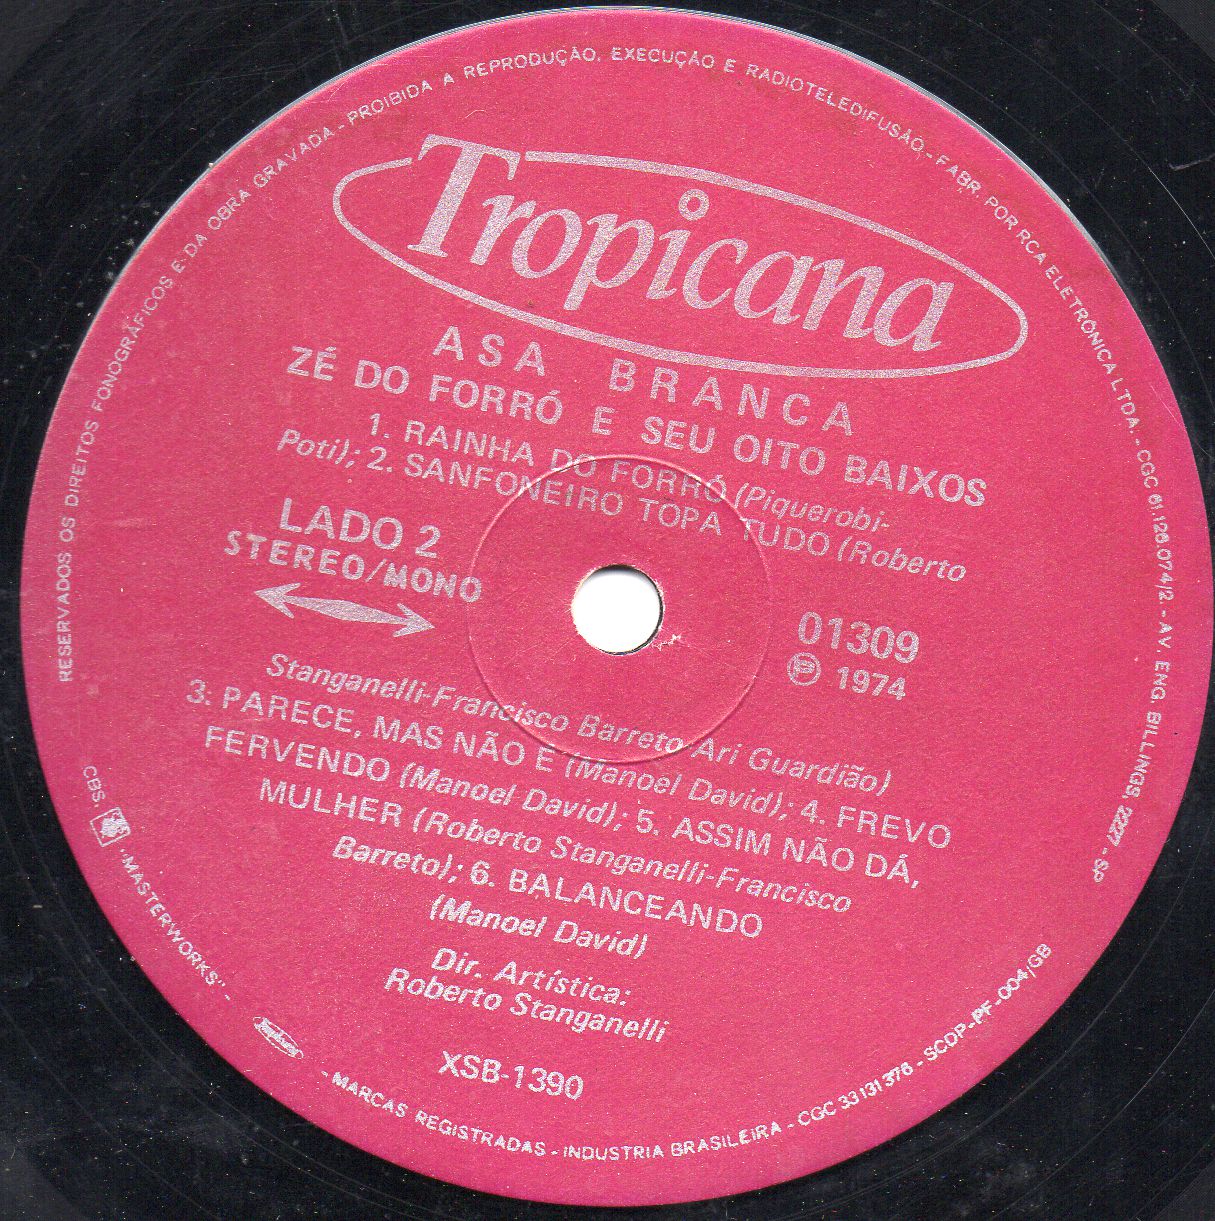 RESERVADOS OS DIREITOS FONOGRÁFICOS E DA OBRA GRAVADA - PROIBIDA A REPRODUÇÃO, EXECUÇÃO E RADIOTELEDIFUSÃO - FABR. POR RCA ELETRÔNICA LTDA. - CGC 61.126.074/2. - AV. ENG. BILLINGS, 2227 - SP
Tropicana
ASA BRANCA
ZÉ DO FORRÓ E SEU OITO BAIXOS
1. RAINHA DO FORRÓ (Piquerobi-
Poti); 2. SANFONEIRO TOPA TUDO (Roberto
LADO 2
STEREO/MONO
01309
Ⓟ 1974
Stanganelli-Francisco Barreto-Ari Guardião)
3: PARECE, MAS NÃO E (Manoel David); 4. FREVO
FERVENDO (Manoel David); 5. ASSIM NÃO DÁ,
MULHER (Roberto Stanganelli-Francisco
Barreto); 6. BALANCEANDO
(Manoel David)
Dir. Artística:
Roberto Stanganelli
XSB-1390
CBS "MASTERWORKS" - Tropicana - MARCAS REGISTRADAS - INDUSTRIA BRASILEIRA - CGC 33131376 - SCDP-PF-004/GB